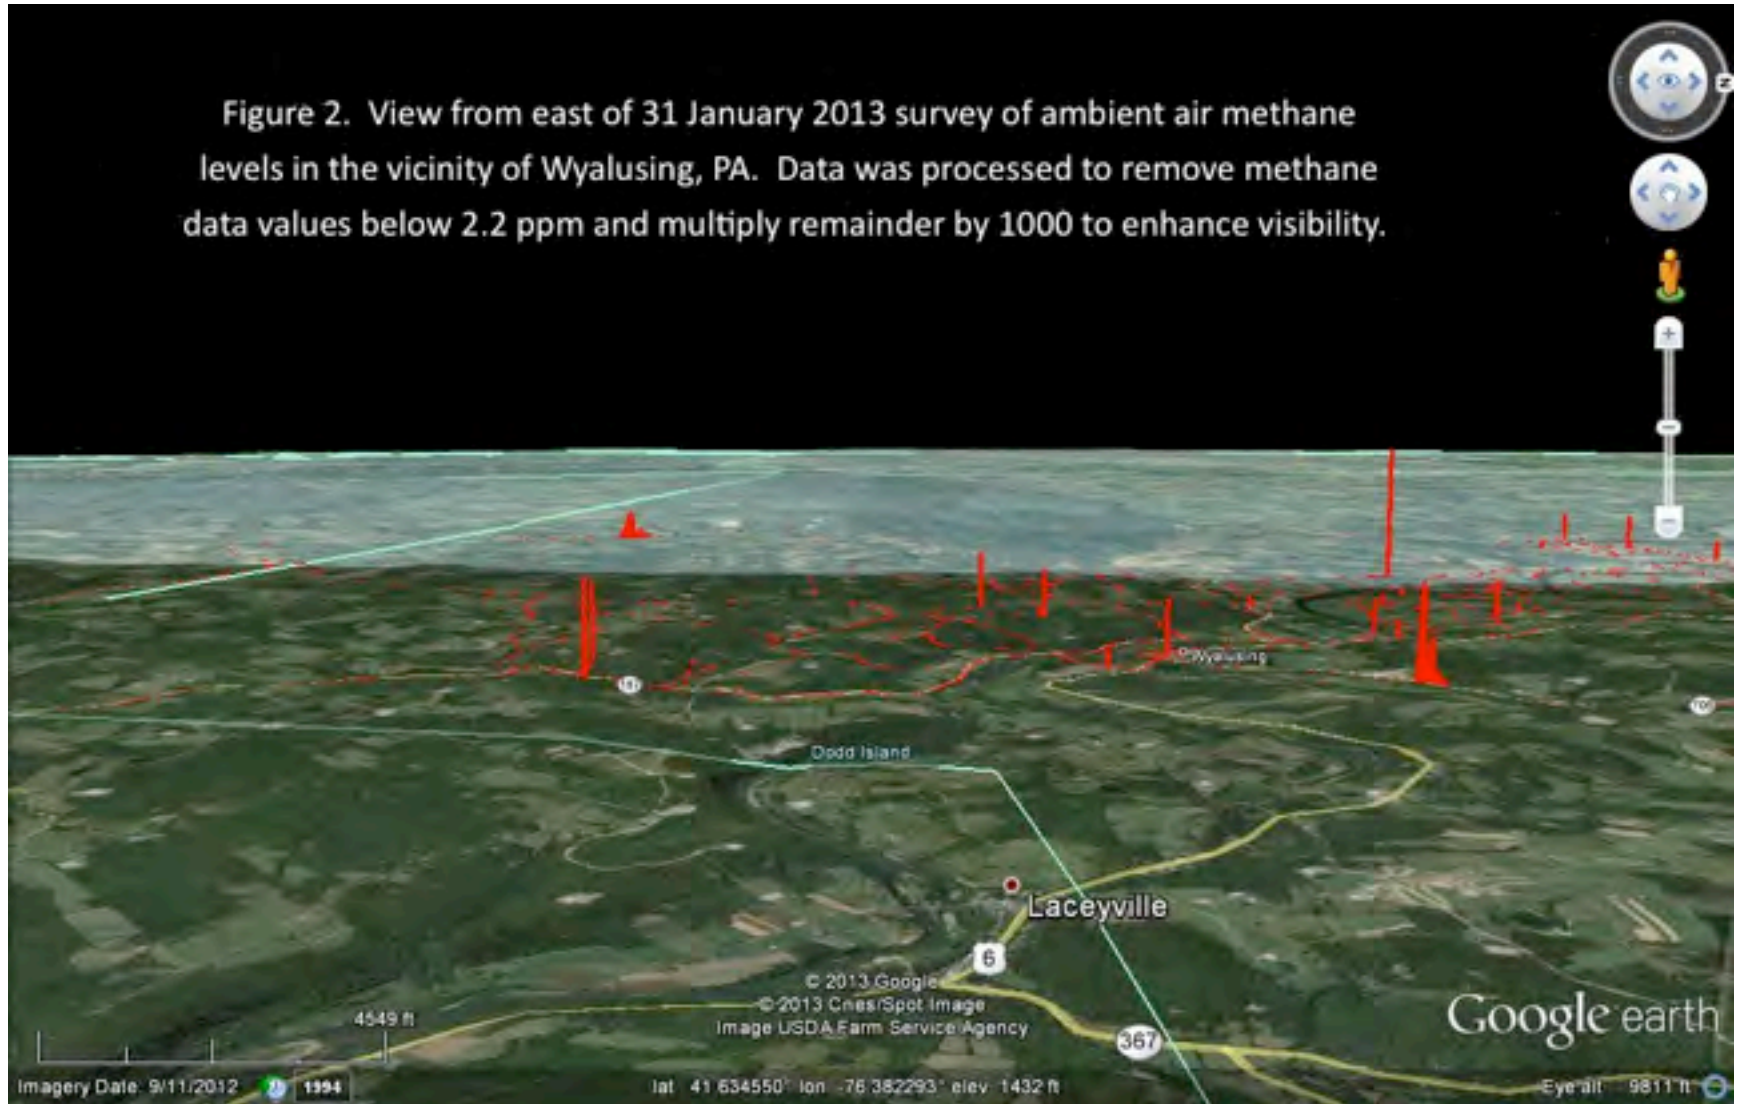 Figure 2. View from east of 31 January 2013 survey of ambient air methane
levels in the vicinity of Wyalusing, PA. Data was processed to remove methane
data values below 2.2 ppm and multiply remainder by 1000 to enhance visibility.
N
Wyalusing
Dodd Island
Laceyville
6
© 2013 Google
© 2013 Cnes/Spot Image
Image USDA Farm Service Agency
Google earth
4549 ft
367
Imagery Date 9/11/2012
1994
lat 41.634550° lon -76.382293° elev 1432 ft
Eye alt 9811 ft